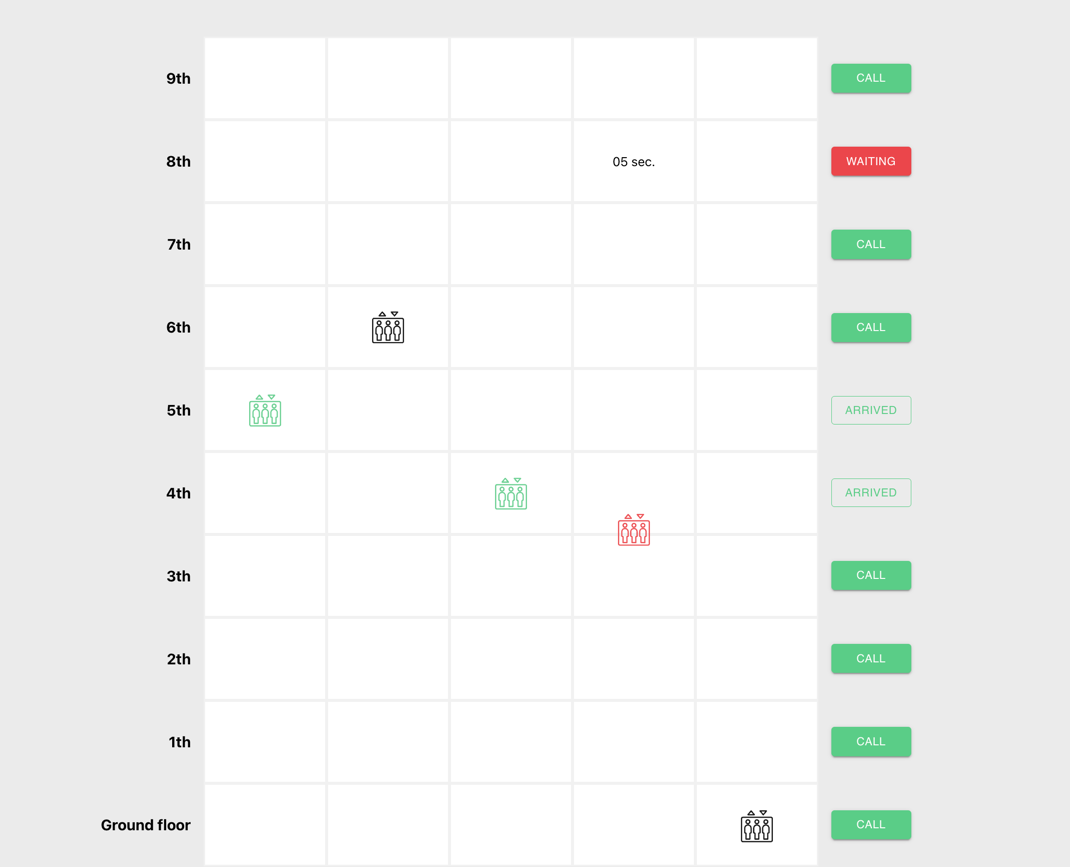 9th CALL
8th 05 sec. WAITING
7th CALL
6th CALL
5th ARRIVED
4th ARRIVED
3th CALL
2th CALL
1th CALL
Ground floor CALL